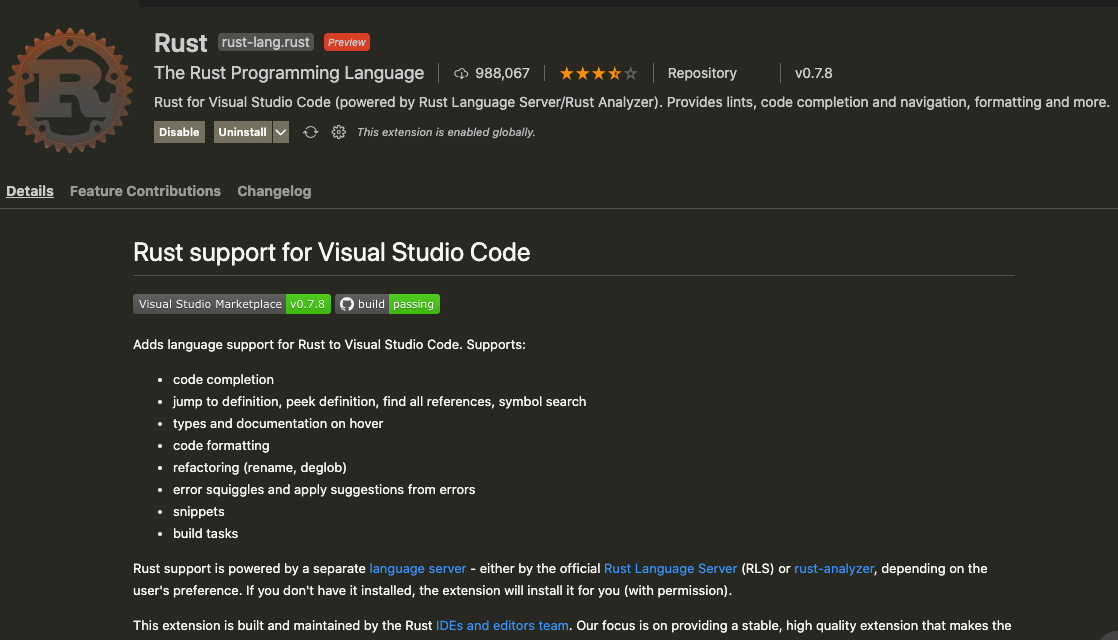 Rust rust-lang.rust Preview
The Rust Programming Language 988,067 Repository v0.7.8
Rust for Visual Studio Code (powered by Rust Language Server/Rust Analyzer). Provides lints, code completion and navigation, formatting and more.
Disable Uninstall This extension is enabled globally.
Details Feature Contributions Changelog
Rust support for Visual Studio Code
Visual Studio Marketplace v0.7.8 build passing
Adds language support for Rust to Visual Studio Code. Supports:
• code completion
• jump to definition, peek definition, find all references, symbol search
• types and documentation on hover
• code formatting
• refactoring (rename, deglob)
• error squiggles and apply suggestions from errors
• snippets
• build tasks
Rust support is powered by a separate language server - either by the official Rust Language Server (RLS) or rust-analyzer, depending on the
user's preference. If you don't have it installed, the extension will install it for you (with permission).
This extension is built and maintained by the Rust IDEs and editors team. Our focus is on providing a stable, high quality extension that makes the